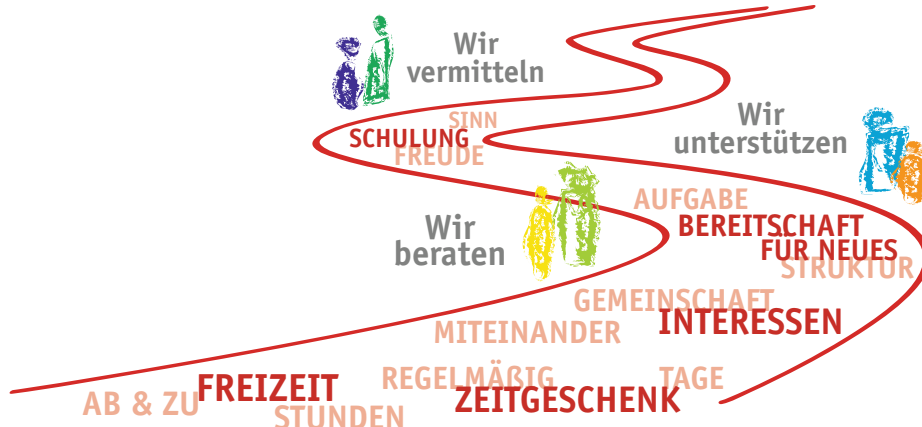 Wir
vermitteln
SINN
SCHULUNG
FREUDE
Wir
unterstützen
AUFGABE
BEREITSCHAFT
FÜR NEUES
STRUKTUR
Wir
beraten
GEMEINSCHAFT
INTERESSEN
MITEINANDER
REGELMÄßIG
TAGE
FREIZEIT
ZEITGESCHENK
AB & ZU
STUNDEN